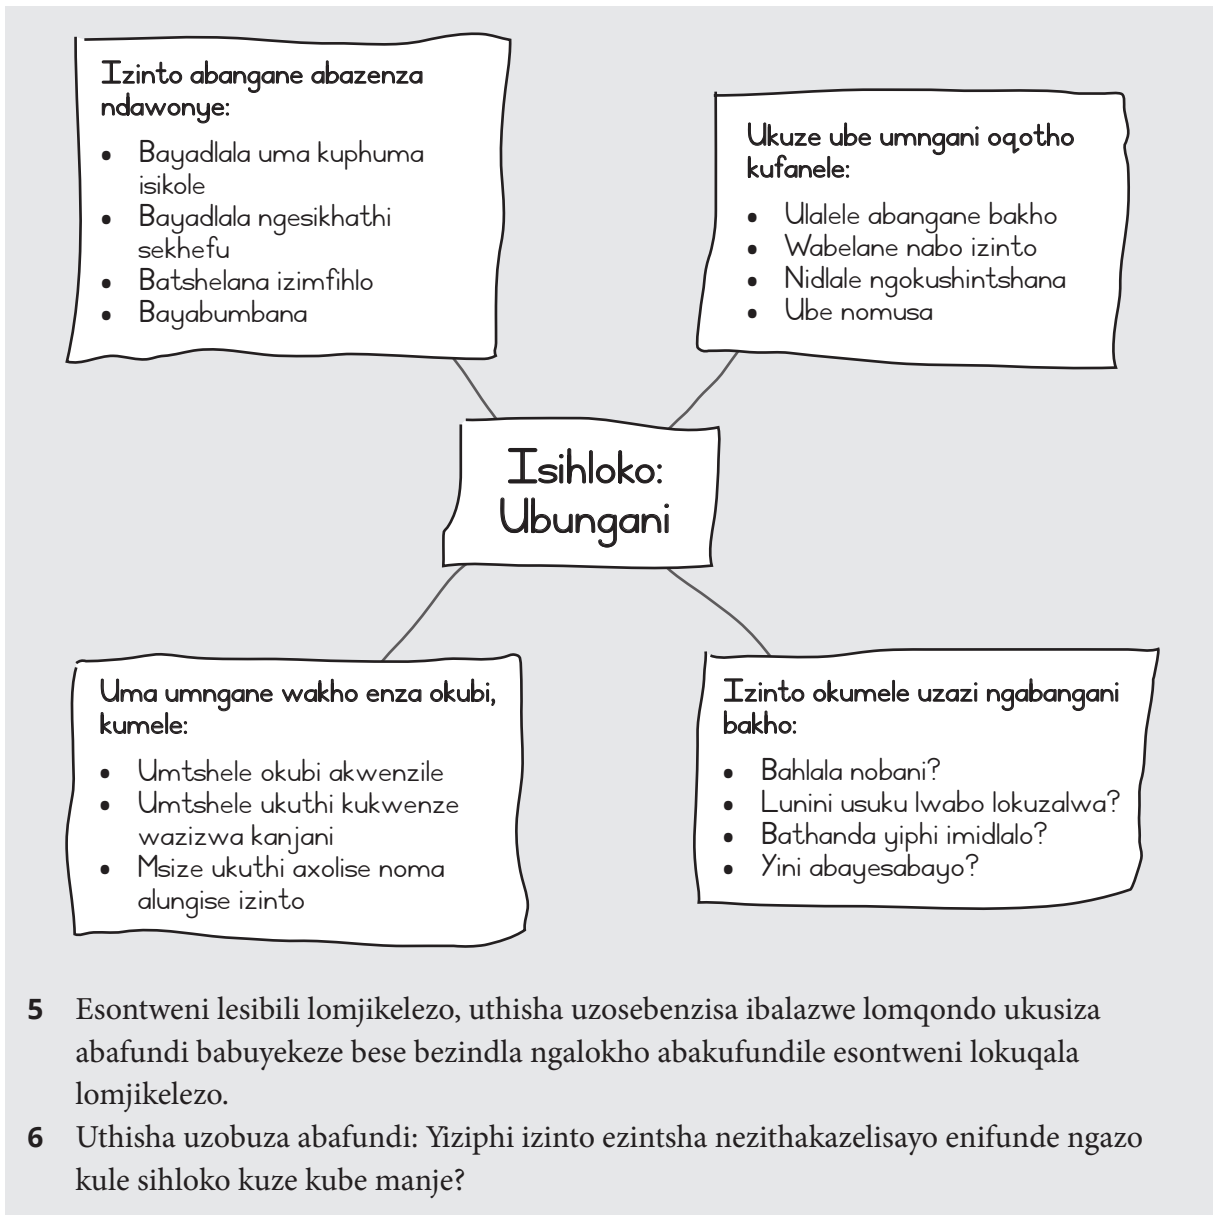 Izinto abangane abazenza
ndawonye:
• Bayadlala uma kuphuma
isikole
• Bayadlala ngesikhathi
sekhefu
• Batshelana izimfihlo
• Bayabumbana
Ukuze ube umngani oqotho
kufanele:
• Ulalele abangane bakho
• Wabelane nabo izinto
• Nidlale ngokushintshana
• Ube nomusa
Isihloko:
Ubungani
Uma umngane wakho enza okubi,
kumele:
• Umtshele okubi akwenzile
• Umtshele ukuthi kukwenze
wazizwa kanjani
• Msize ukuthi axolise noma
alungise izinto
Izinto okumele uzazi ngabangani
bakho:
• Bahlala nobani?
• Lunini usuku lwabo lokuzalwa?
• Bathanda yiphi imidlalo?
• Yini abayesabayo?
5 Esontweni lesibili lomjikelezo, uthisha uzosebenzisa ibalazwe lomqondo ukusiza
abafundi babuyekeze bese bezindla ngalokho abakufundile esontweni lokuqala
lomjikelezo.
6 Uthisha uzobuza abafundi: Yiziphi izinto ezintsha nezithakazelisayo enifunde ngazo
kule sihloko kuze kube manje?